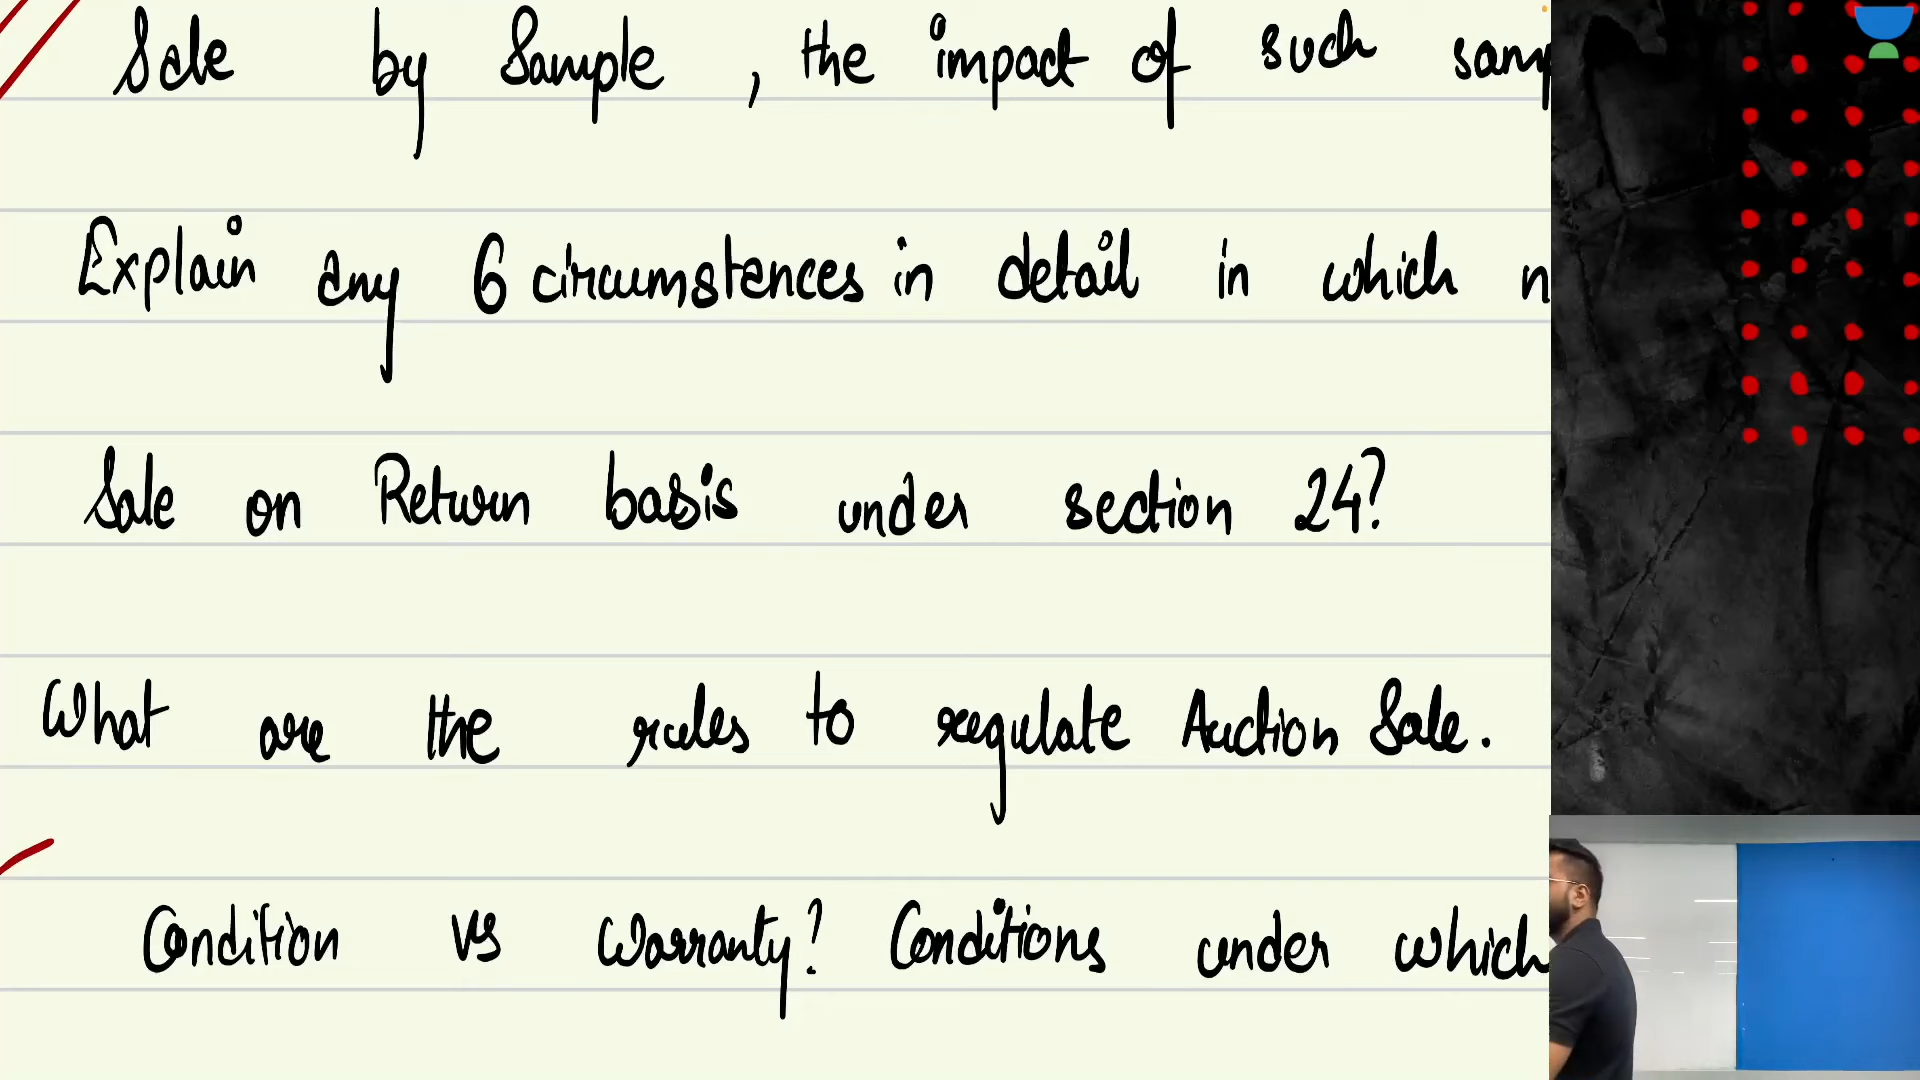 Sale by Sample, the impact of such
Explain any 6 circumstances in detail in which
Sale on Return basis under section 24?
What are the rules to regulate Auction Sale.
Condition vs Warranty? Conditions under which